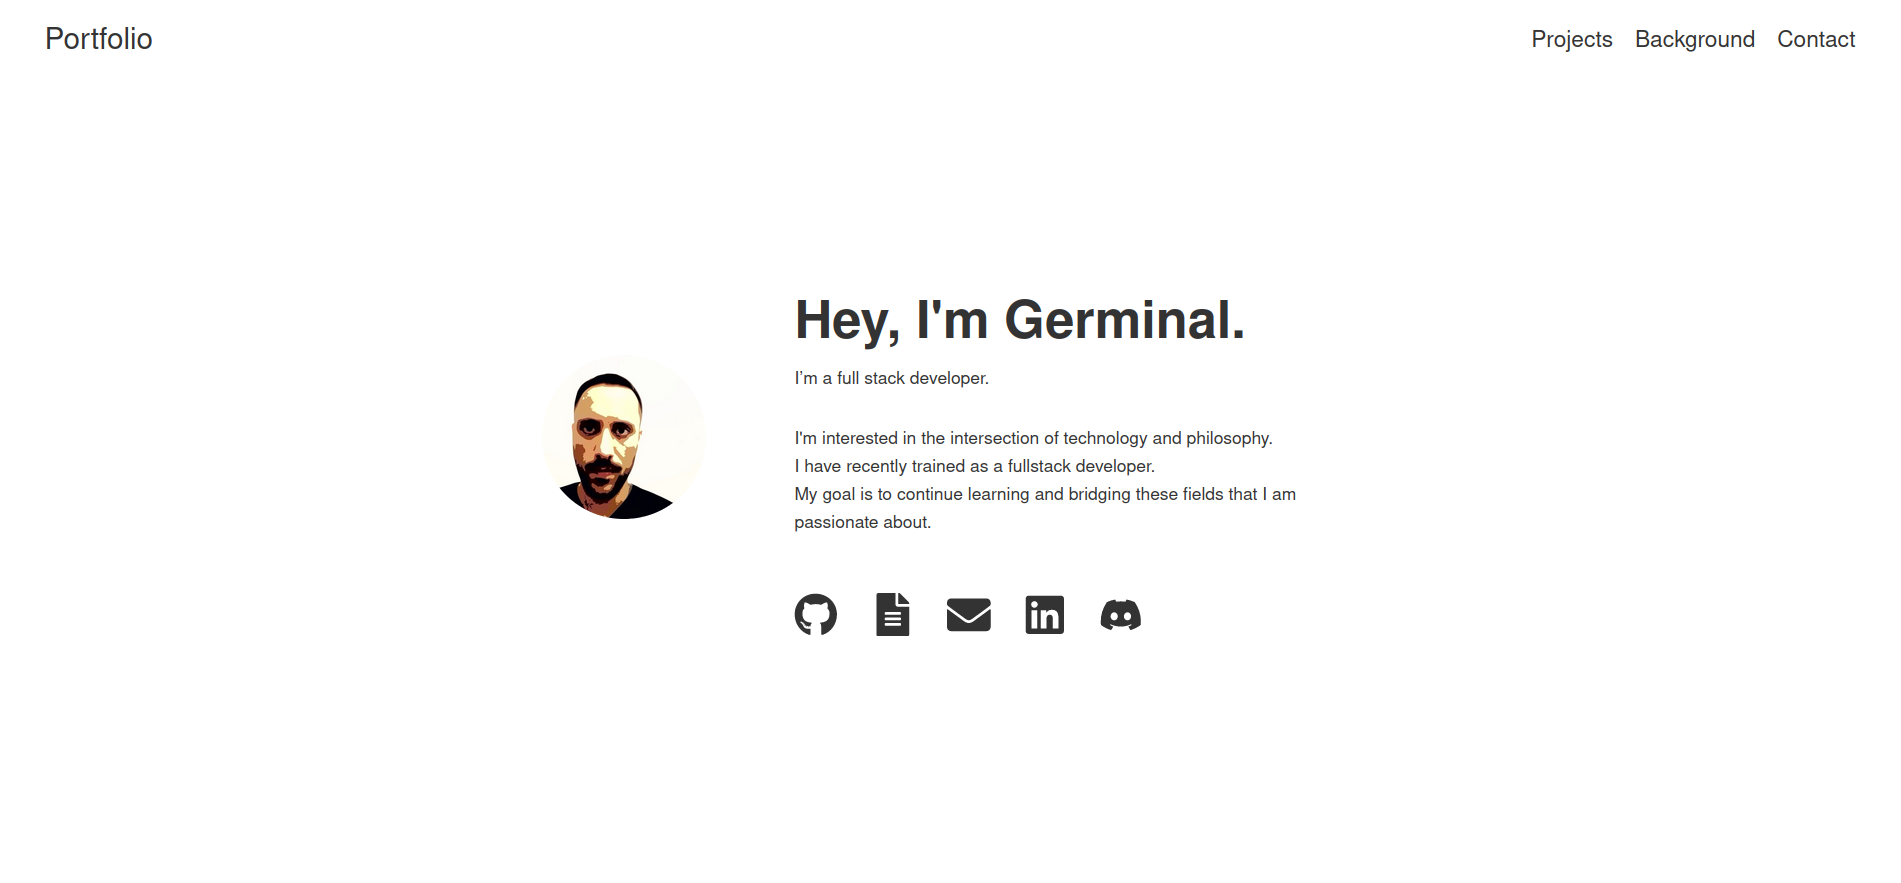 Portfolio
Projects Background Contact
Hey, I'm Germinal.
I’m a full stack developer.
I'm interested in the intersection of technology and philosophy.
I have recently trained as a fullstack developer.
My goal is to continue learning and bridging these fields that I am
passionate about.
in